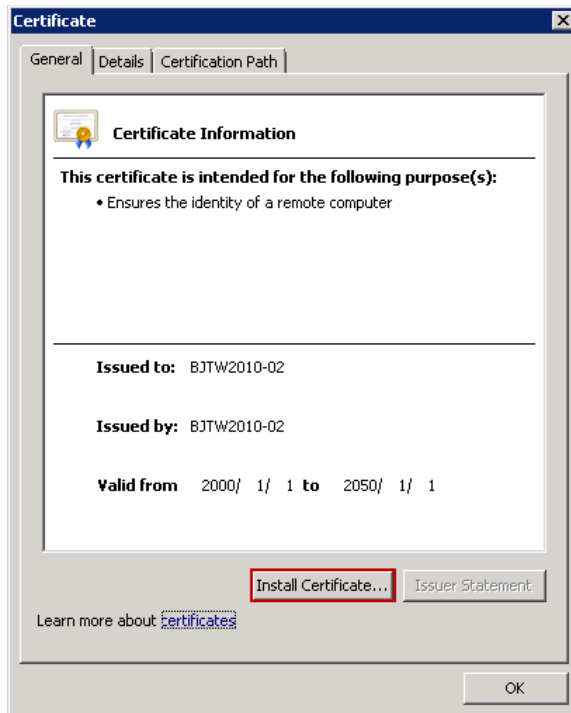 Certificate
General Details Certification Path
Certificate Information
This certificate is intended for the following purpose(s):
• Ensures the identity of a remote computer
Issued to: BJTW2010-02
Issued by: BJTW2010-02
Valid from 2000/ 1/ 1 to 2050/ 1/ 1
Install Certificate... Issuer Statement
Learn more about certificates
OK